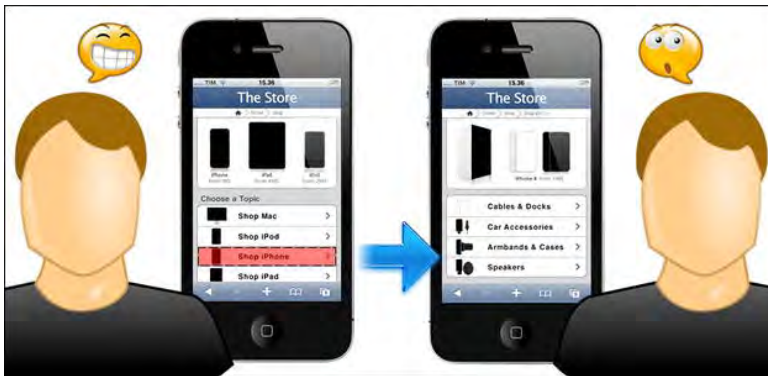 TIM
15.36
The Store
iPhone
iPad
iPod
Choose a Topic
Shop Mac
Shop iPod
Shop iPhone
Shop iPad
TIM
15.36
The Store
Cables & Docks
Car Accessories
Armbands & Cases
Speakers